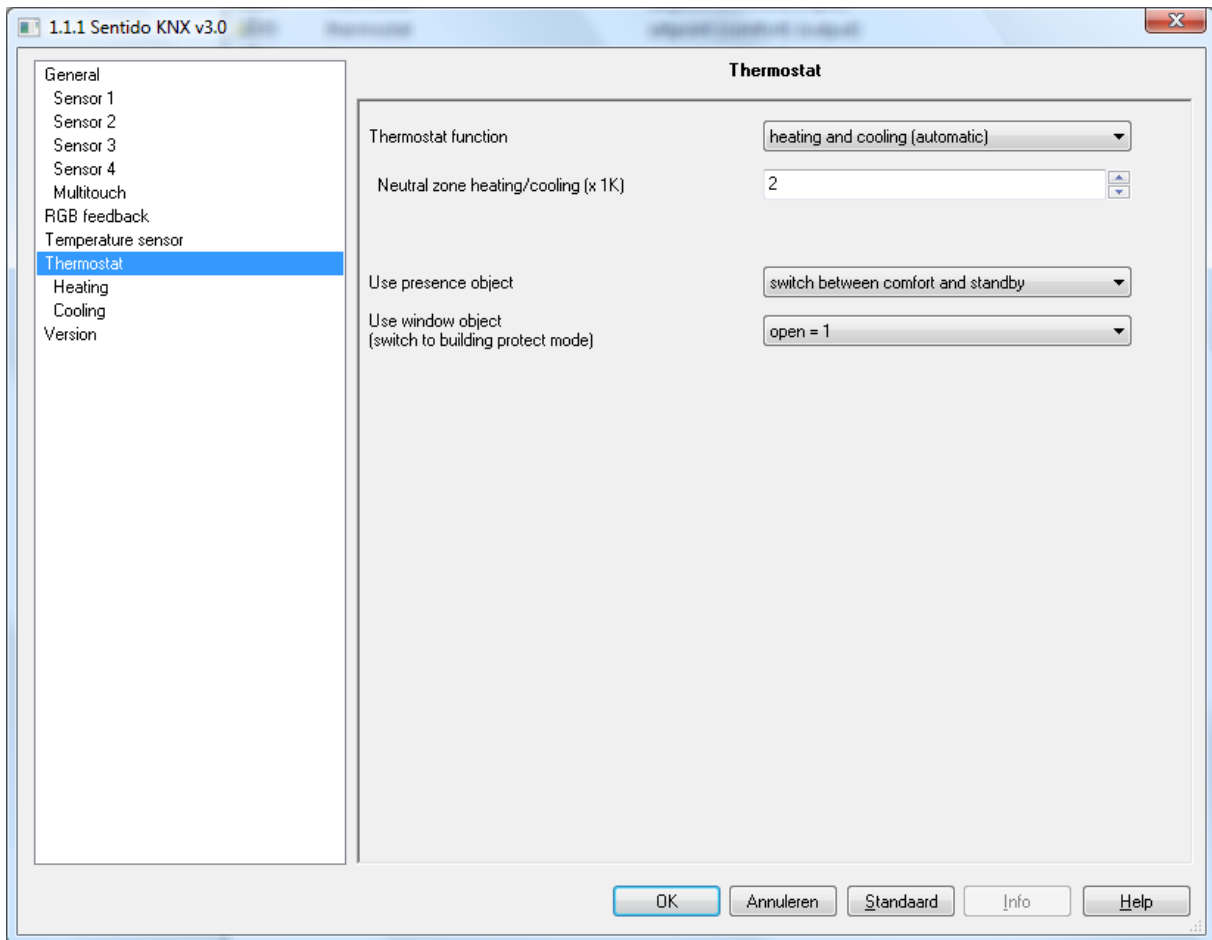 1.1.1 Sentido KNX v3.0
General
Sensor 1
Sensor 2
Sensor 3
Sensor 4
Multitouch
RGB feedback
Temperature sensor
Thermostat
Heating
Cooling
Version
Thermostat
Thermostat function
heating and cooling (automatic)
Neutral zone heating/cooling (x 1K)
2
Use presence object
switch between comfort and standby
Use window object
(switch to building protect mode)
open = 1
OK
Annuleren
Standaard
Info
Help